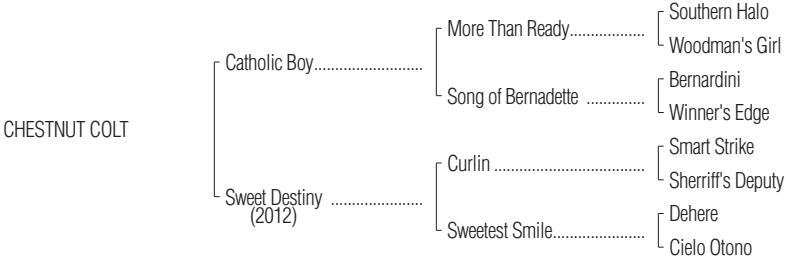 Southern Halo
More Than Ready..................
Woodman's Girl
Catholic Boy..........................
Bernardini
Song of Bernadette ..............
Winner's Edge
CHESTNUT COLT
Smart Strike
Curlin ....................................
Sherriff's Deputy
Sweet Destiny ......................
(2012)
Dehere
Sweetest Smile......................
Cielo Otono